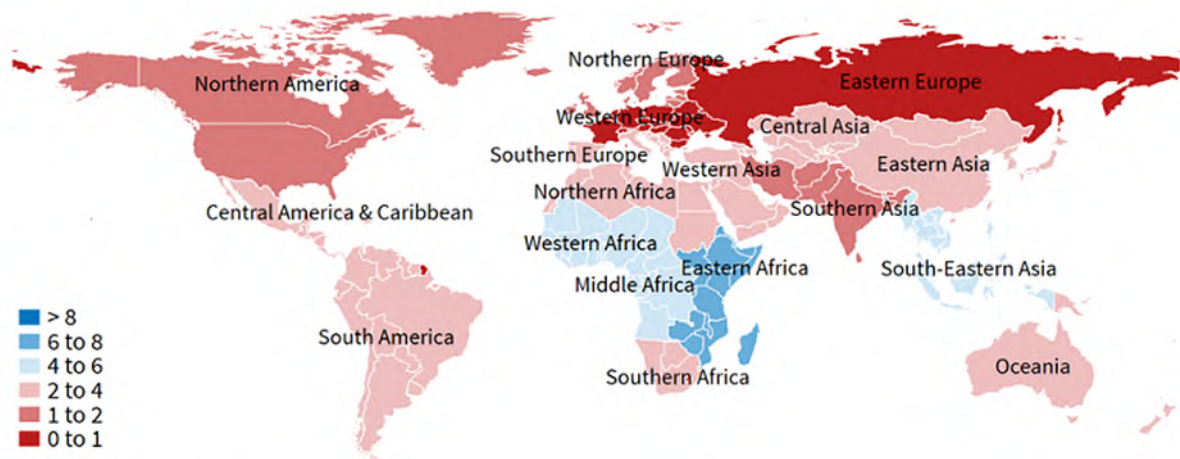 Northern Europe
Northern America
Eastern Europe
Western Europe
Central Asia
Southern Europe
Eastern Asia
Western Asia
Northern Africa
Central America & Caribbean
Southern Asia
Western Africa
Eastern Africa
South-Eastern Asia
Middle Africa
> 8
6 to 8
4 to 6
2 to 4
1 to 2
0 to 1
South America
Oceania
Southern Africa